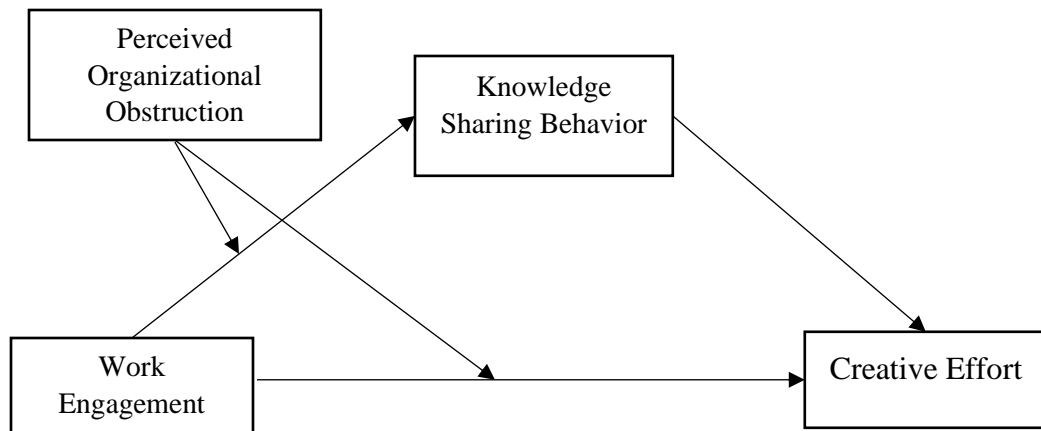 Perceived
Organizational
Obstruction
Knowledge
Sharing Behavior
Work
Engagement
Creative Effort